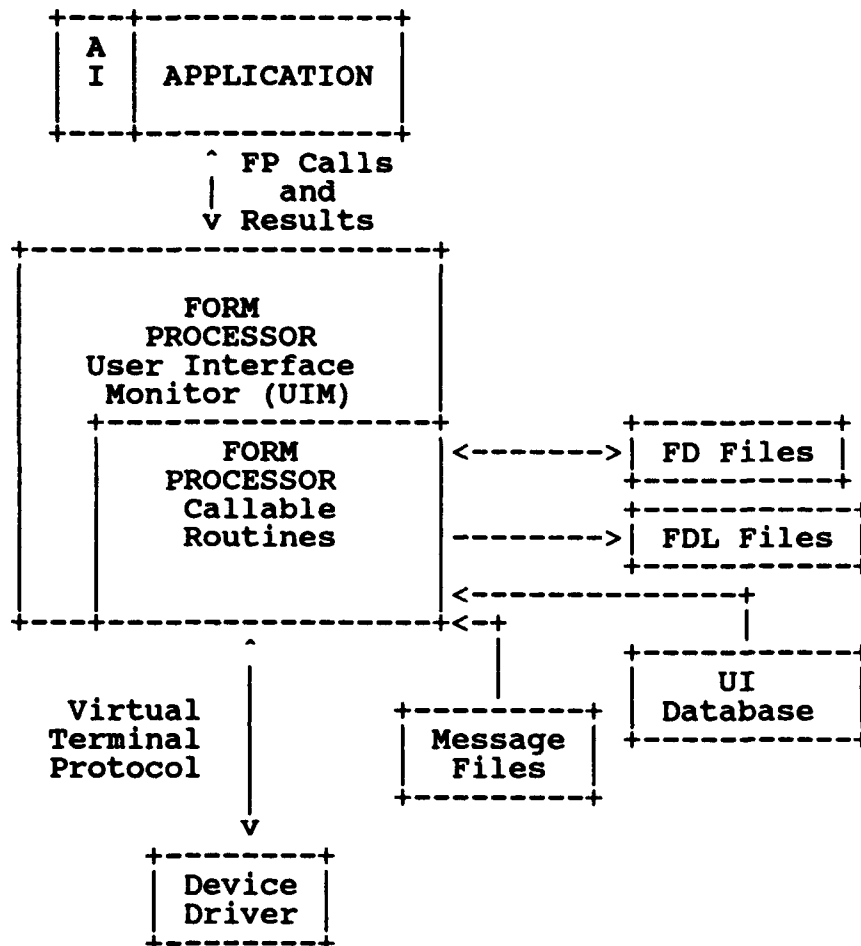 A
I
APPLICATION
FP Calls
and
Results
FORM
PROCESSOR
User Interface
Monitor (UIM)
FORM
PROCESSOR
Callable
Routines
FD Files
FDL Files
UI
Database
Message
Files
Virtual
Terminal
Protocol
Device
Driver